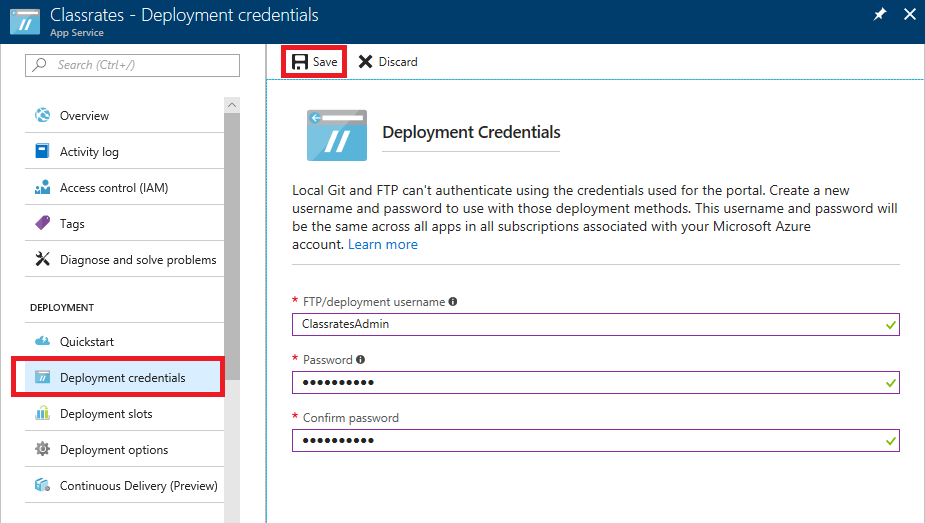 Classrates - Deployment credentials
App Service
Search (Ctrl+/)
Save
Discard
Overview
Activity log
Access control (IAM)
Tags
Diagnose and solve problems
DEPLOYMENT
Quickstart
Deployment credentials
Deployment slots
Deployment options
Continuous Delivery (Preview)
Deployment Credentials
Local Git and FTP can't authenticate using the credentials used for the portal. Create a new
username and password to use with those deployment methods. This username and password will
be the same across all apps in all subscriptions associated with your Microsoft Azure
account. Learn more
* FTP/deployment username
ClassratesAdmin
* Password
●●●●●●●●●●
* Confirm password
●●●●●●●●●●